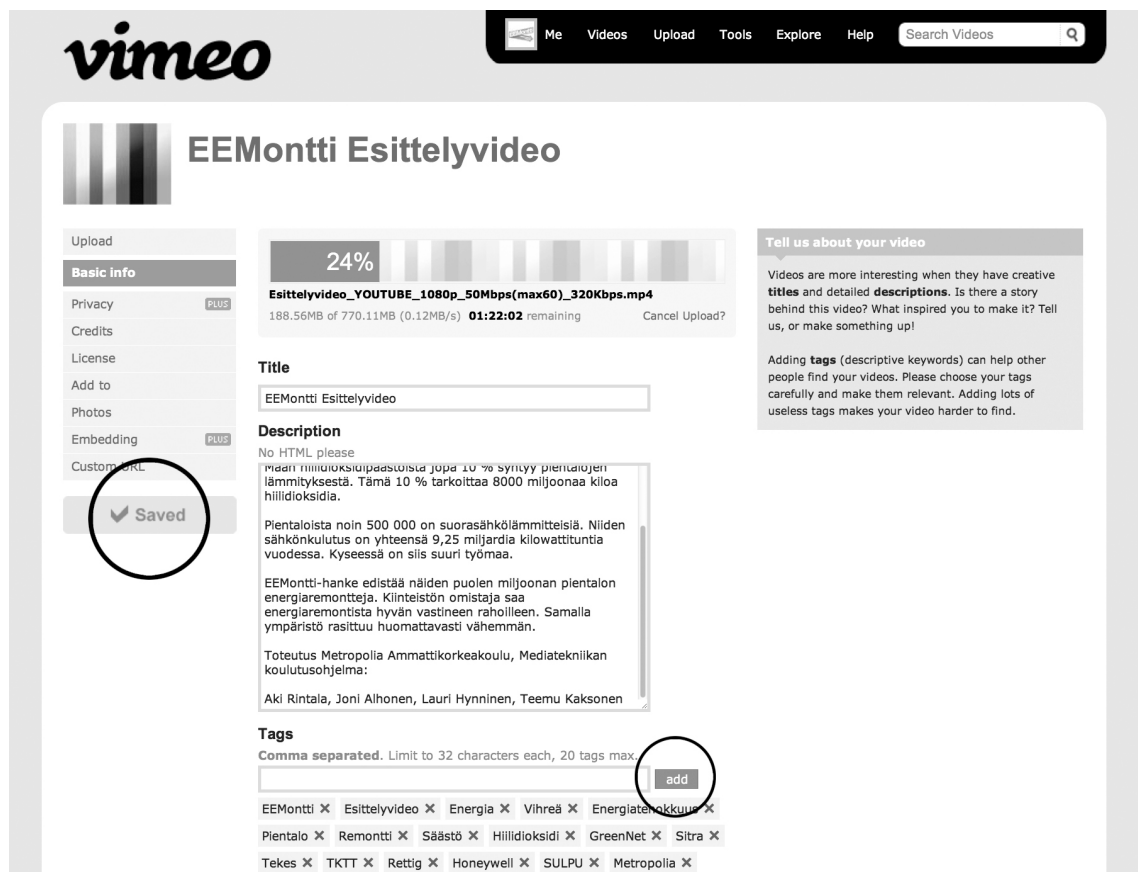 vimeo
Me Videos Upload Tools Explore Help Search Videos
EEMontti Esittelyvideo
Upload
Basic info
Privacy PLUS
Credits
License
Add to
Photos
Embedding PLUS
Custom URL
Saved
24%
Esittelyvideo_YOUTUBE_1080p_50Mbps(max60)_320Kbps.mp4
188.56MB of 770.11MB (0.12MB/s) 01:22:02 remaining Cancel Upload?
Title
EEMontti Esittelyvideo
Description
No HTML please
Maan hiilidioksidipäästöistä jopa 10 % syntyy pientalojen
lämmityksestä. Tämä 10 % tarkoittaa 8000 miljoonaa kiloa
hiilidioksidia.
Pientaloista noin 500 000 on suorasähkölämmitteisiä. Niiden
sähkönkulutus on yhteensä 9,25 miljardia kilowattituntia
vuodessa. Kyseessä on siis suuri työmaa.
EEMontti-hanke edistää näiden puolen miljoonan pientalon
energiaremontteja. Kiinteistön omistaja saa
energiaremontista hyvän vastineen rahoilleen. Samalla
ympäristö rasittuu huomattavasti vähemmän.
Toteutus Metropolia Ammattikorkeakoulu, Mediatekniikan
koulutusohjelma:
Aki Rintala, Joni Alhonen, Lauri Hynninen, Teemu Kaksonen
Tags
Comma separated. Limit to 32 characters each, 20 tags max.
add
EEMontti Esittelyvideo Energia Vihreä Energiatehokkuus
Pientalo Remontti Säästö Hiilidioksidi GreenNet Sitra
Tekes TKTT Rettig Honeywell SULPU Metropolia
Tell us about your video
Videos are more interesting when they have creative
titles and detailed descriptions. Is there a story
behind this video? What inspired you to make it? Tell
us, or make something up!
Adding tags (descriptive keywords) can help other
people find your videos. Please choose your tags
carefully and make them relevant. Adding lots of
useless tags makes your video harder to find.